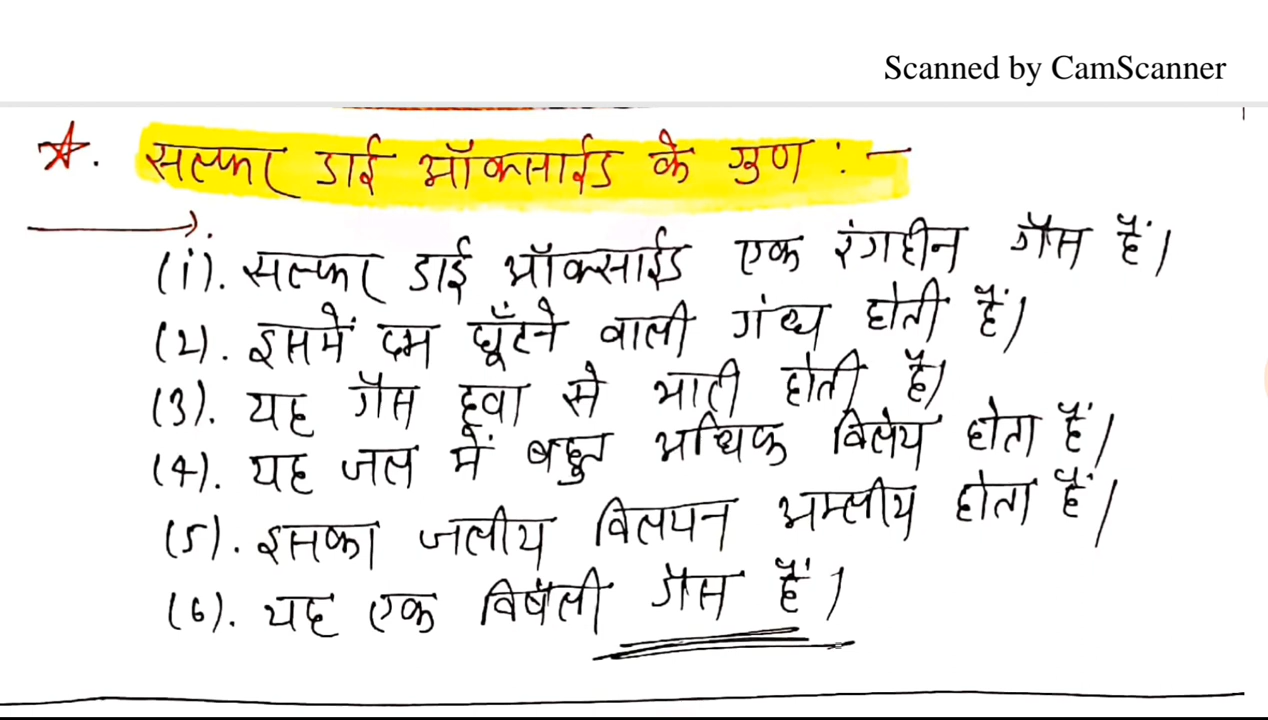 Scanned by CamScanner
☆. सल्फर डाई ऑक्साईड के गुण :-
(i). सल्फर डाई ऑक्साईड एक रंगहीन गैस हैं।
(2). इसमें दम घूँटने वाली गंध होती हैं।
(3). यह गैस हवा से भारी होती है।
(4). यह जल में बहुत अधिक विलेय होता हैं।
(5). इसका जलीय विलयन अम्लीय होता हैं।
(6). यह एक विषैली गैस हैं।